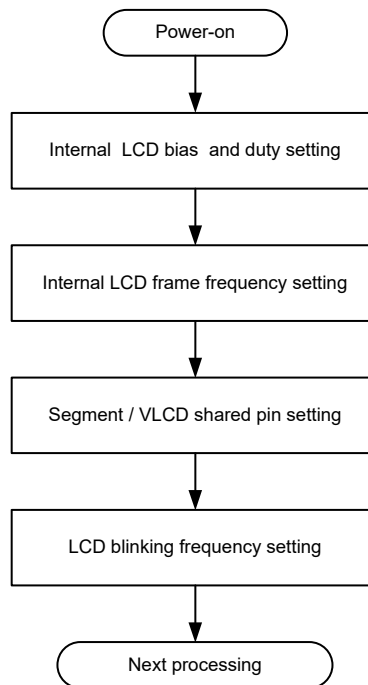 Power-on
Internal LCD bias and duty setting
Internal LCD frame frequency setting
Segment / VLCD shared pin setting
LCD blinking frequency setting
Next processing